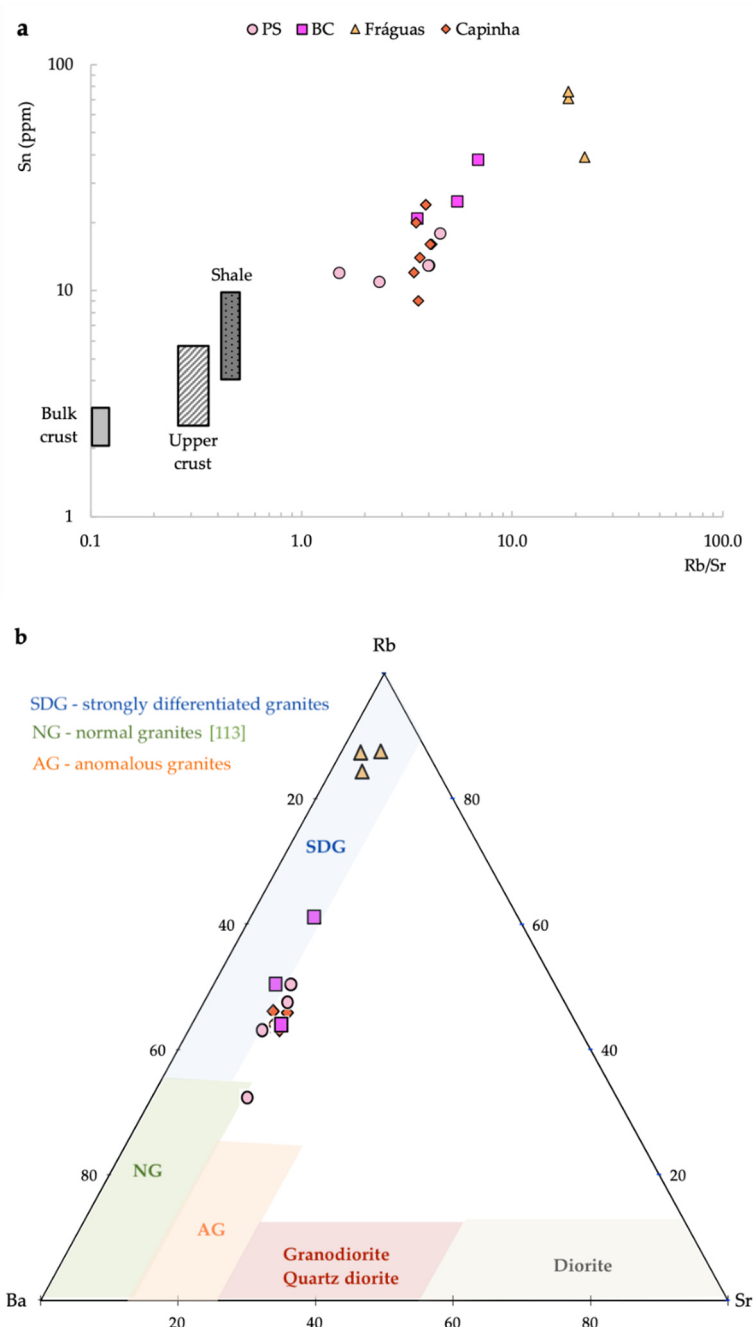 a
PS BC Fráguas Capinha
100
Sn (ppm)
10
1
Shale
Bulk
crust
Upper
crust
0.1 1.0 10.0 100.0
Rb/Sr
b
Rb
SDG - strongly differentiated granites
NG - normal granites [113]
AG - anomalous granites
20 80
SDG
40 60
60 40
80 20
NG
AG
Granodiorite
Quartz diorite
Diorite
Ba Sr
20 40 60 80